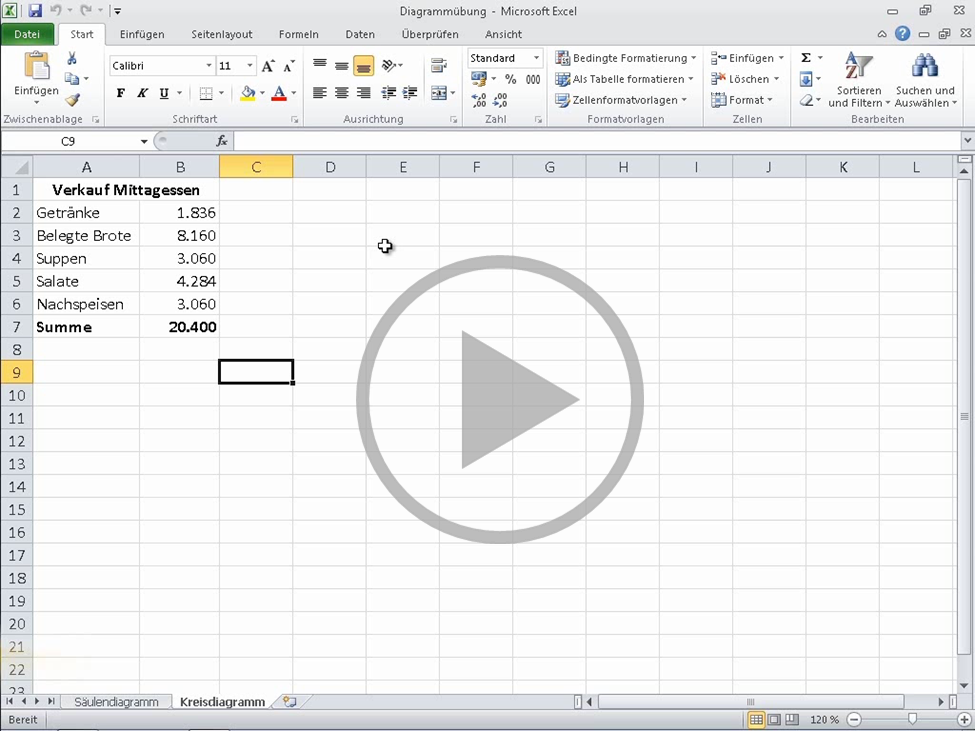 Diagrammübung - Microsoft Excel
Datei Start Einfügen Seitenlayout Formeln Daten Überprüfen Ansicht
Einfügen
Calibri 11
F K U
Standard
% 000
Bedingte Formatierung
Als Tabelle formatieren
Zellenformatvorlagen
Einfügen
Löschen
Format
Σ
Sortieren und Filtern
Suchen und Auswählen
Zwischenablage Schriftart Ausrichtung Zahl Formatvorlagen Zellen Bearbeiten
C9 fx
A B C D E F G H I J K L
1 Verkauf Mittagessen
2 Getränke 1.836
3 Belegte Brote 8.160
4 Suppen 3.060
5 Salate 4.284
6 Nachspeisen 3.060
7 Summe 20.400
8
9
10
11
12
13
14
15
16
17
18
19
20
21
22
23
Säulendiagramm Kreisdiagramm
Bereit 120 %